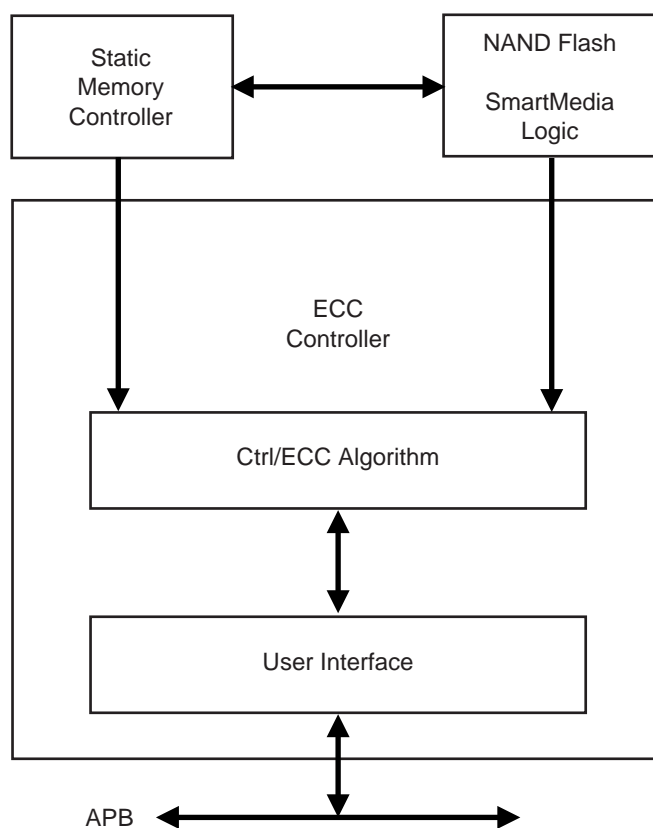 Static
Memory
Controller
NAND Flash
SmartMedia
Logic
ECC
Controller
Ctrl/ECC Algorithm
User Interface
APB